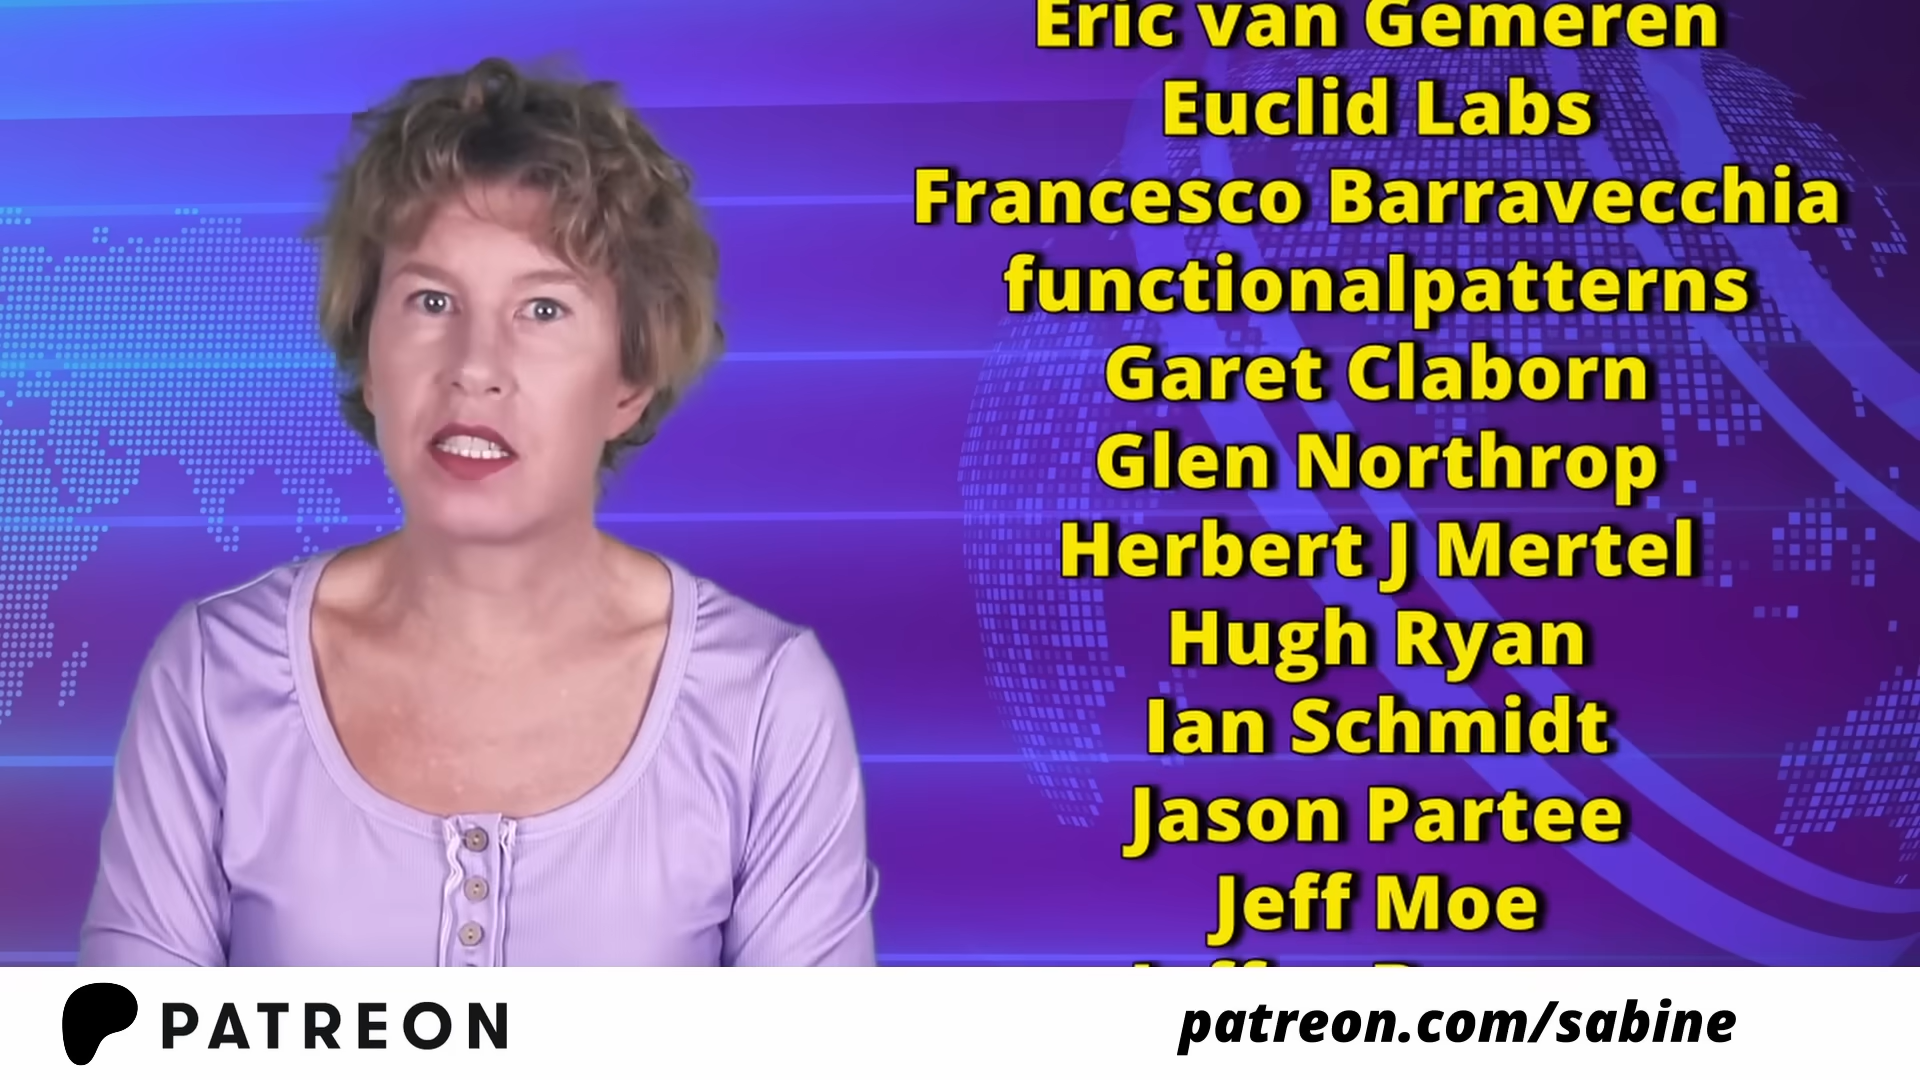 Eric van Gemeren
Euclid Labs
Francesco Barravecchia
functionalpatterns
Garet Claborn
Glen Northrop
Herbert J Mertel
Hugh Ryan
Ian Schmidt
Jason Partee
Jeff Moe
PATREON
patreon.com/sabine